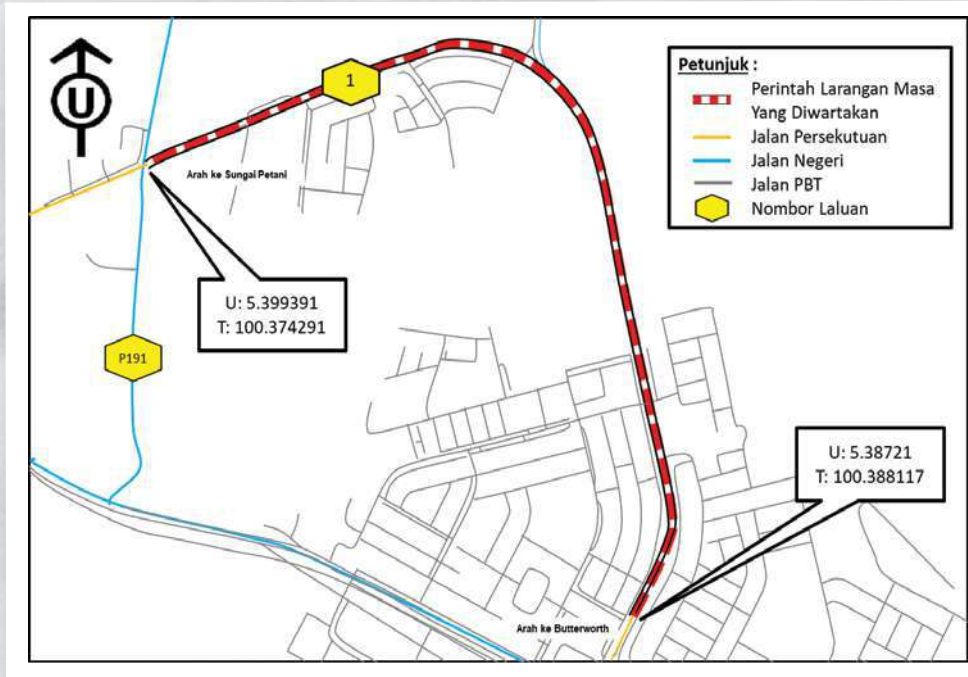 U
1
Arah ke Sungai Petani
U: 5.399391
T: 100.374291
P191
Petunjuk :
Perintah Larangan Masa
Yang Diwartakan
Jalan Persekutuan
Jalan Negeri
Jalan PBT
Nombor Laluan
U: 5.38721
T: 100.388117
Arah ke Butterworth